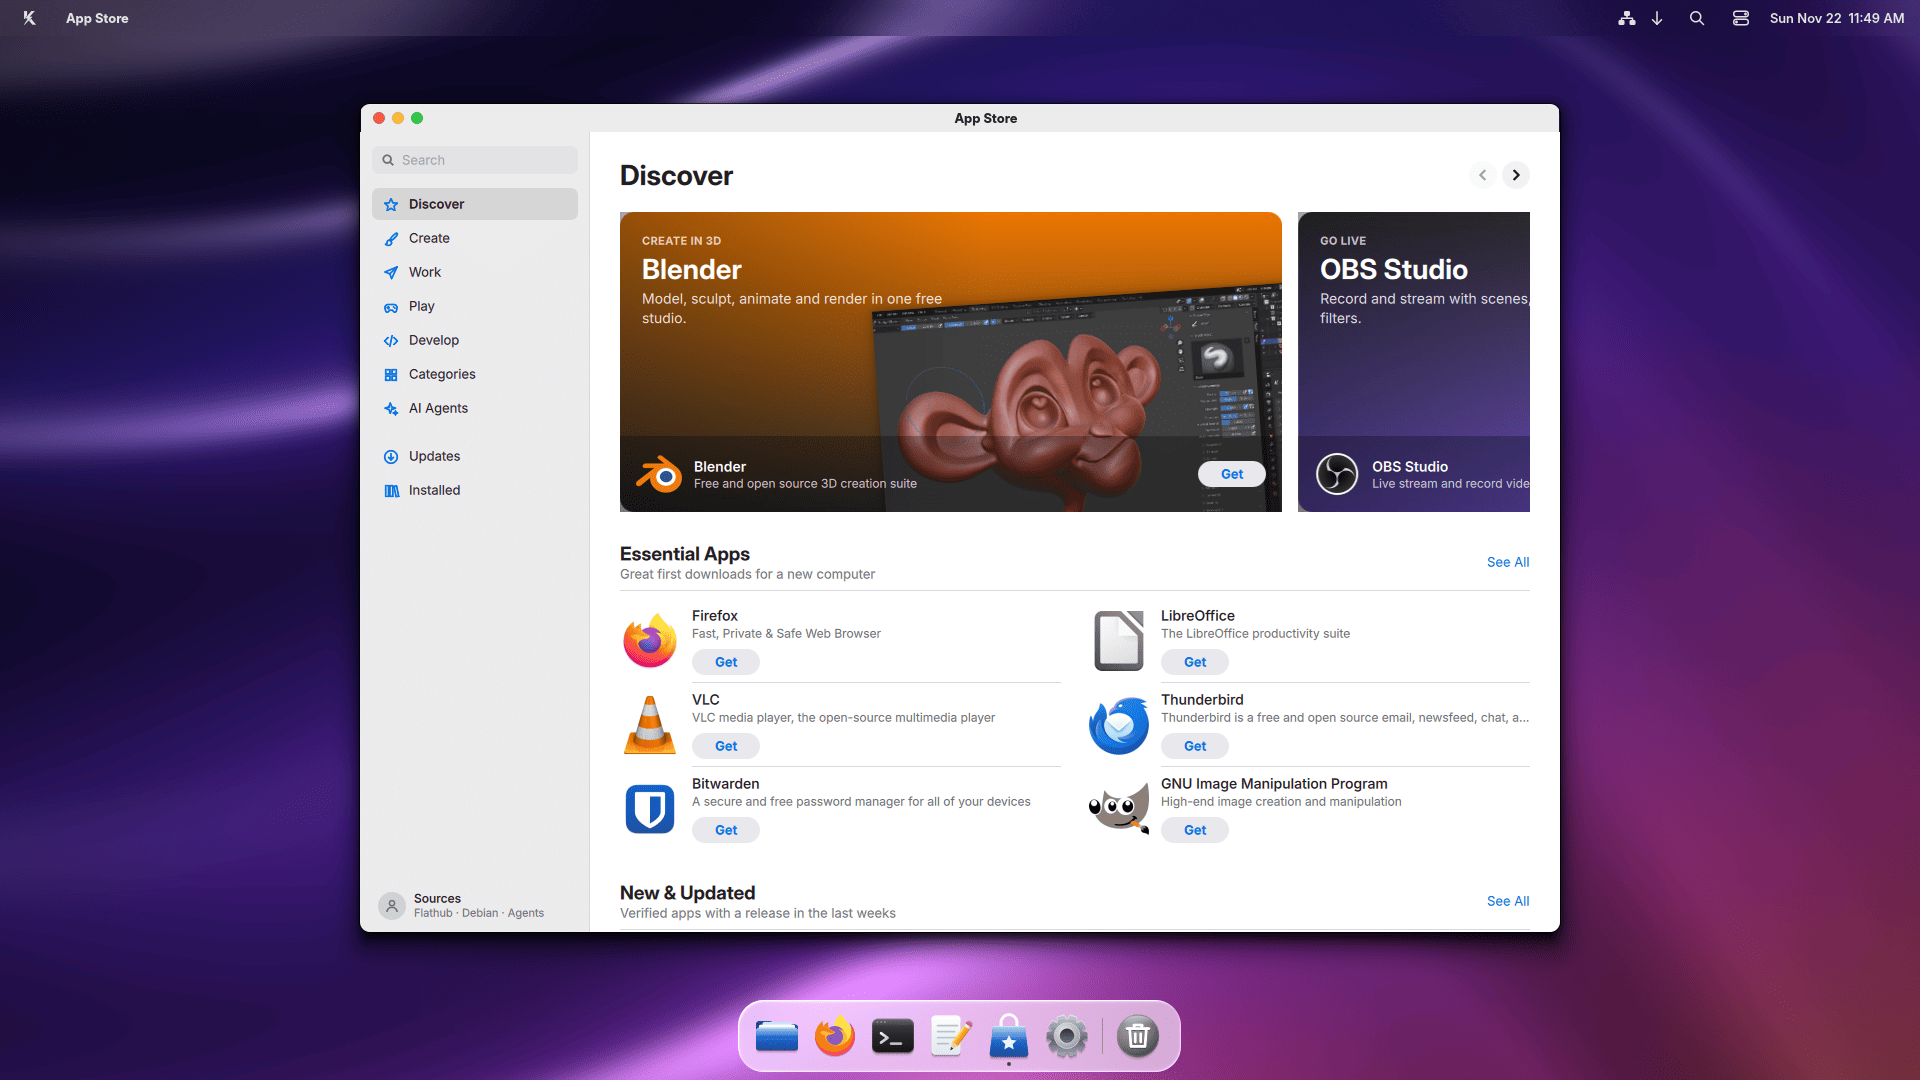 App Store
Sun Nov 22 11:49 AM
App Store
Search
Discover
Create
Work
Play
Develop
Categories
AI Agents
Updates
Installed
Sources
Flathub · Debian · Agents
Discover
CREATE IN 3D
Blender
Model, sculpt, animate and render in one free
studio.
Blender
Free and open source 3D creation suite
Get
GO LIVE
OBS Studio
Record and stream with scenes,
filters.
OBS Studio
Live stream and record vide
Essential Apps
Great first downloads for a new computer
See All
Firefox
Fast, Private & Safe Web Browser
Get
LibreOffice
The LibreOffice productivity suite
Get
VLC
VLC media player, the open-source multimedia player
Get
Thunderbird
Thunderbird is a free and open source email, newsfeed, chat, a...
Get
Bitwarden
A secure and free password manager for all of your devices
Get
GNU Image Manipulation Program
High-end image creation and manipulation
Get
New & Updated
Verified apps with a release in the last weeks
See All